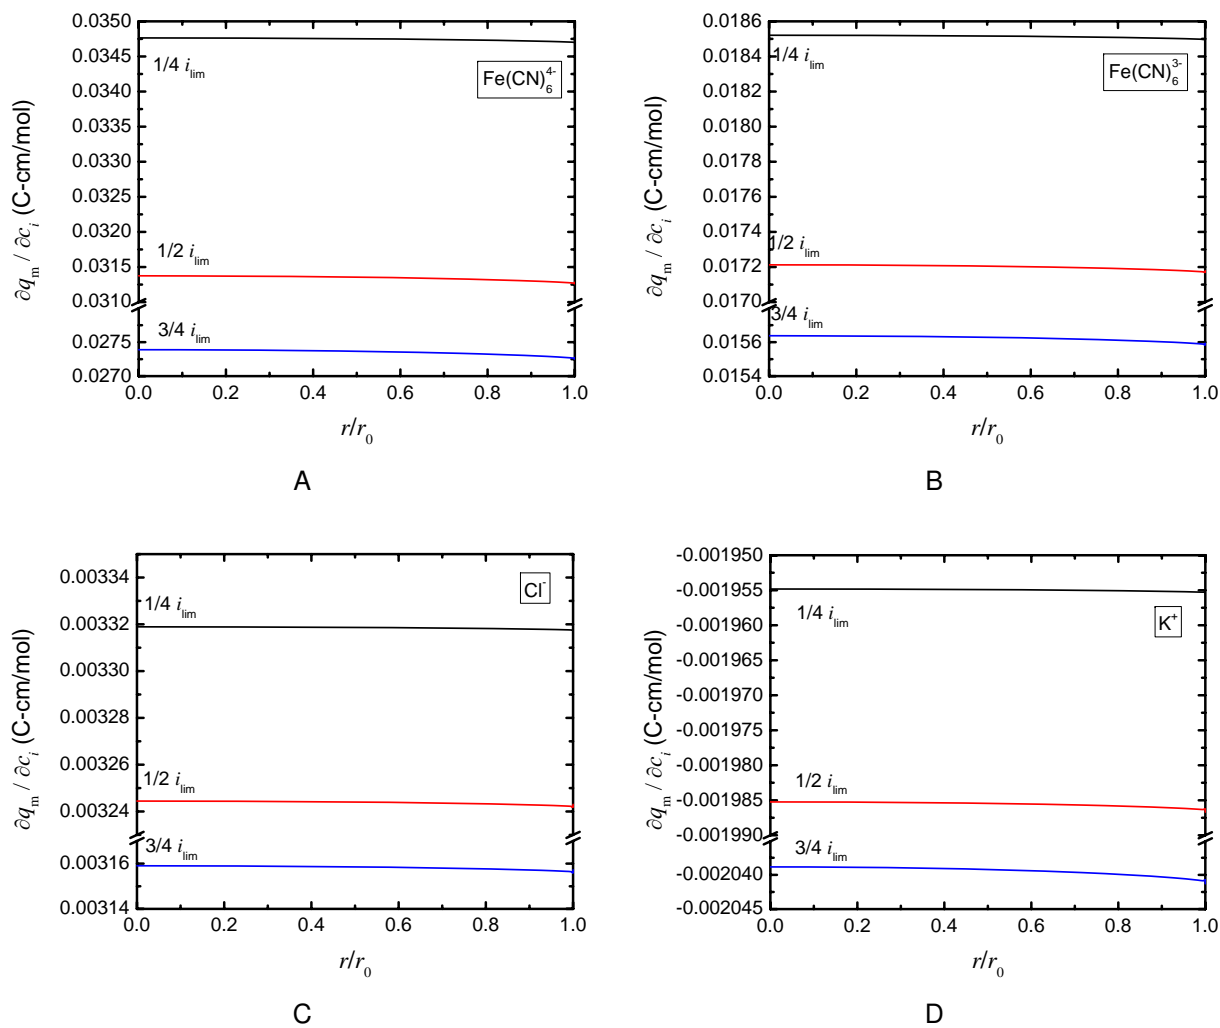 0.0350
0.0345
0.0340
0.0335
0.0330
0.0325
0.0320
0.0315
0.0310
0.0275
0.0270
∂q_m / ∂c_i (C-cm/mol)
1/4 i_lim
Fe(CN)_6^4-
1/2 i_lim
3/4 i_lim
0.0 0.2 0.4 0.6 0.8 1.0
r/r_0
A
0.0186
0.0184
0.0182
0.0180
0.0178
0.0176
0.0174
0.0172
0.0170
0.0156
0.0154
∂q_m / ∂c_i (C-cm/mol)
1/4 i_lim
Fe(CN)_6^3-
1/2 i_lim
3/4 i_lim
0.0 0.2 0.4 0.6 0.8 1.0
r/r_0
B
0.00334
0.00332
0.00330
0.00328
0.00326
0.00324
0.00316
0.00314
∂q_m / ∂c_i (C-cm/mol)
Cl^-
1/4 i_lim
1/2 i_lim
3/4 i_lim
0.0 0.2 0.4 0.6 0.8 1.0
r/r_0
C
-0.001950
-0.001955
-0.001960
-0.001965
-0.001970
-0.001975
-0.001980
-0.001985
-0.001990
-0.002040
-0.002045
∂q_m / ∂c_i (C-cm/mol)
1/4 i_lim
K^+
1/2 i_lim
3/4 i_lim
0.0 0.2 0.4 0.6 0.8 1.0
r/r_0
D